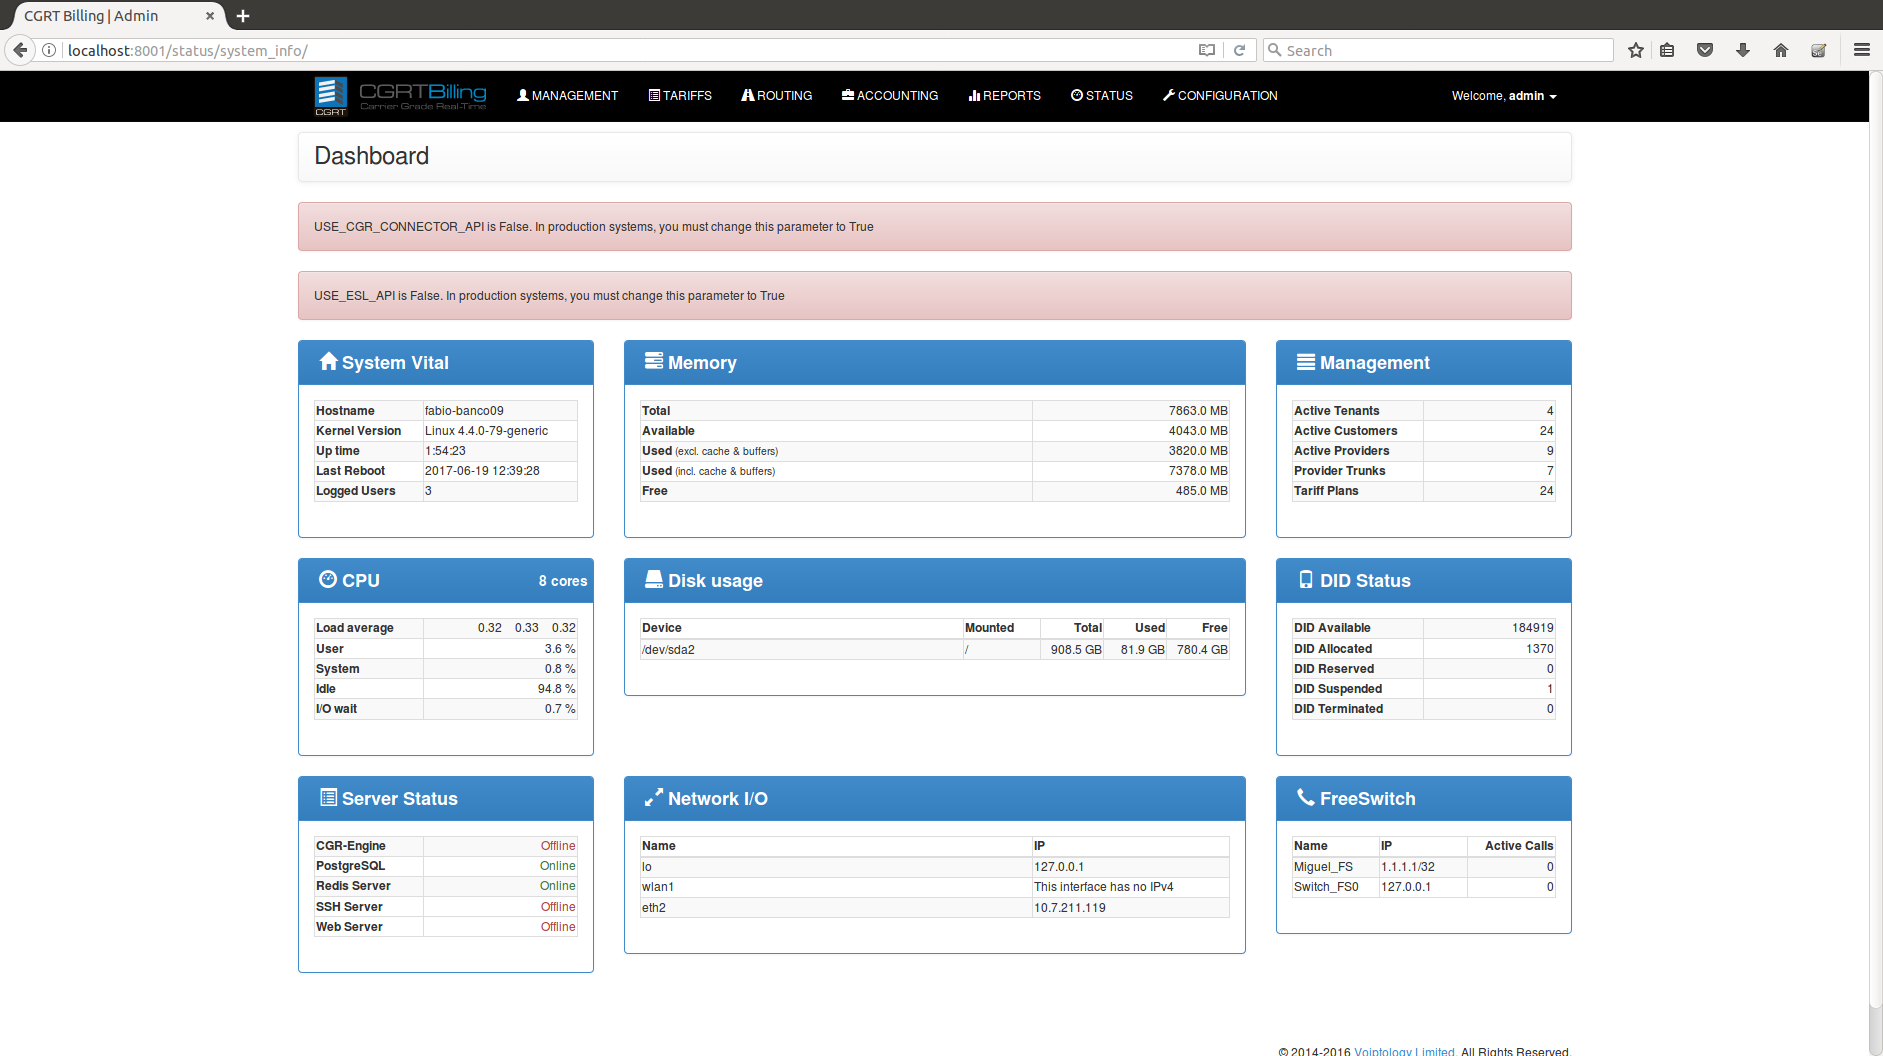 CGRT Billing | Admin
localhost:8001/status/system_info/
Search
CGRT
CGRTBilling
Carrier Grade Real-Time
MANAGEMENT TARIFFS ROUTING ACCOUNTING REPORTS STATUS CONFIGURATION Welcome, admin
Dashboard
USE_CGR_CONNECTOR_API is False. In production systems, you must change this parameter to True
USE_ESL_API is False. In production systems, you must change this parameter to True
System Vital
Hostname fabio-banco09
Kernel Version Linux 4.4.0-79-generic
Up time 1:54:23
Last Reboot 2017-06-19 12:39:28
Logged Users 3
Memory
Total 7863.0 MB
Available 4043.0 MB
Used (excl. cache & buffers) 3820.0 MB
Used (incl. cache & buffers) 7378.0 MB
Free 485.0 MB
Management
Active Tenants 4
Active Customers 24
Active Providers 9
Provider Trunks 7
Tariff Plans 24
CPU 8 cores
Load average 0.32 0.33 0.32
User 3.6 %
System 0.8 %
Idle 94.8 %
I/O wait 0.7 %
Disk usage
Device Mounted Total Used Free
/dev/sda2 / 908.5 GB 81.9 GB 780.4 GB
DID Status
DID Available 184919
DID Allocated 1370
DID Reserved 0
DID Suspended 1
DID Terminated 0
Server Status
CGR-Engine Offline
PostgreSQL Online
Redis Server Online
SSH Server Offline
Web Server Offline
Network I/O
Name IP
lo 127.0.0.1
wlan1 This interface has no IPv4
eth2 10.7.211.119
FreeSwitch
Name IP Active Calls
Miguel_FS 1.1.1.1/32 0
Switch_FS0 127.0.0.1 0
© 2014-2016 Voiptology Limited. All Rights Reserved.